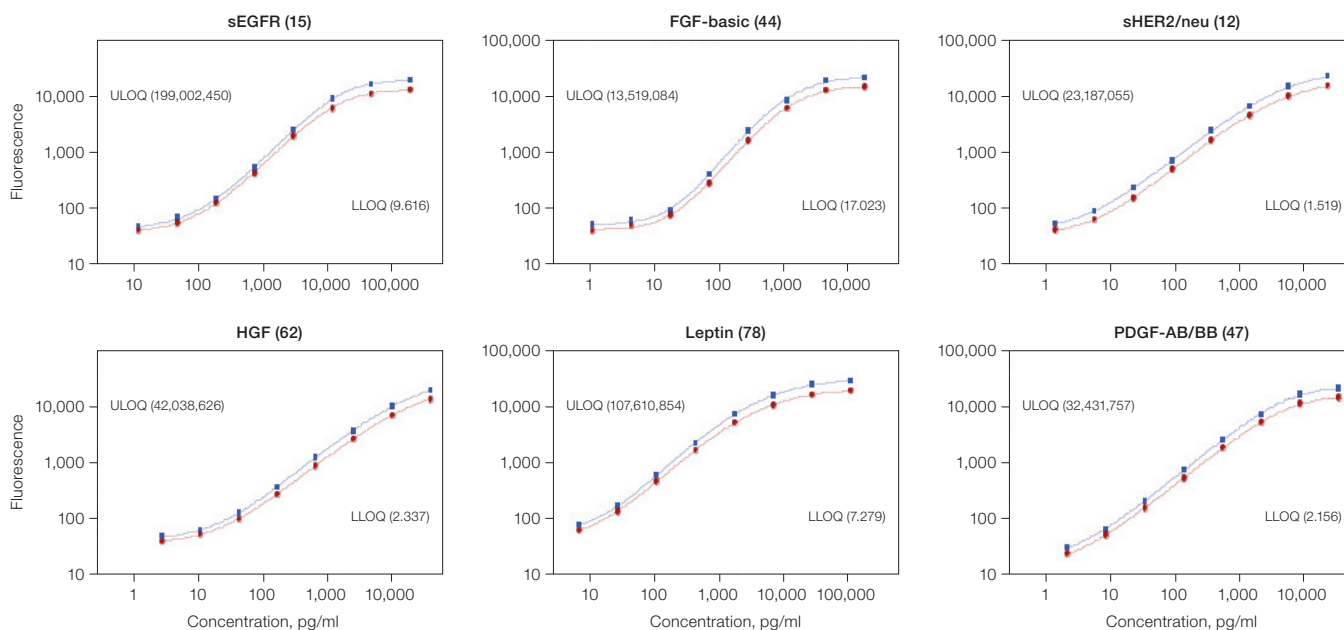 sEGFR (15)
100,000
10,000
1,000
100
10
Fluorescence
ULOQ (199,002,450)
LLOQ (9.616)
10
100
1,000
10,000
100,000
FGF-basic (44)
100,000
10,000
1,000
100
10
ULOQ (13,519,084)
LLOQ (17.023)
1
10
100
1,000
10,000
sHER2/neu (12)
100,000
10,000
1,000
100
10
ULOQ (23,187,055)
LLOQ (1.519)
1
10
100
1,000
10,000
HGF (62)
100,000
10,000
1,000
100
10
Fluorescence
ULOQ (42,038,626)
LLOQ (2.337)
1
10
100
1,000
10,000
Concentration, pg/ml
Leptin (78)
100,000
10,000
1,000
100
10
ULOQ (107,610,854)
LLOQ (7.279)
10
100
1,000
10,000
100,000
Concentration, pg/ml
PDGF-AB/BB (47)
100,000
10,000
1,000
100
10
ULOQ (32,431,757)
LLOQ (2.156)
1
10
100
1,000
10,000
Concentration, pg/ml